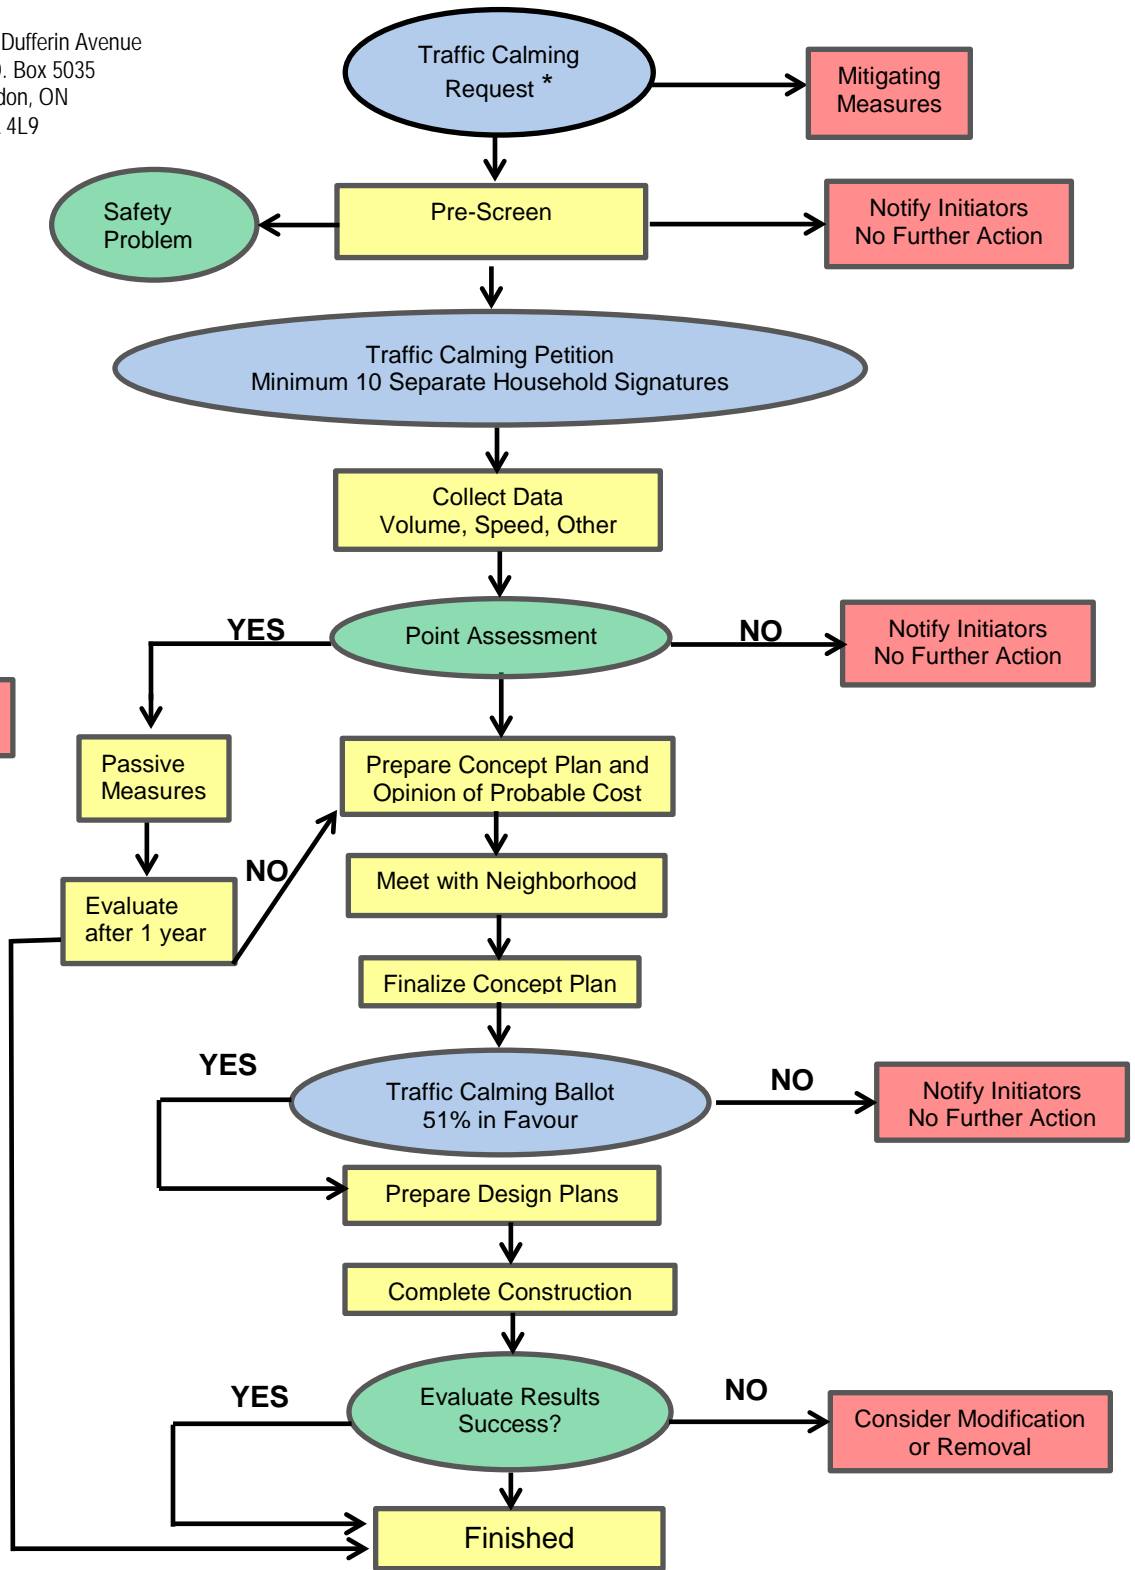 Dufferin Avenue
. Box 5035
don, ON
4L9
Traffic Calming
Request *
Mitigating
Measures
Safety
Problem
Pre-Screen
Notify Initiators
No Further Action
Traffic Calming Petition
Minimum 10 Separate Household Signatures
Collect Data
Volume, Speed, Other
YES
Point Assessment
NO
Notify Initiators
No Further Action
Passive
Measures
Prepare Concept Plan and
Opinion of Probable Cost
NO
Meet with Neighborhood
Evaluate
after 1 year
Finalize Concept Plan
YES
Traffic Calming Ballot
51% in Favour
NO
Notify Initiators
No Further Action
Prepare Design Plans
Complete Construction
YES
Evaluate Results
Success?
NO
Consider Modification
or Removal
Finished